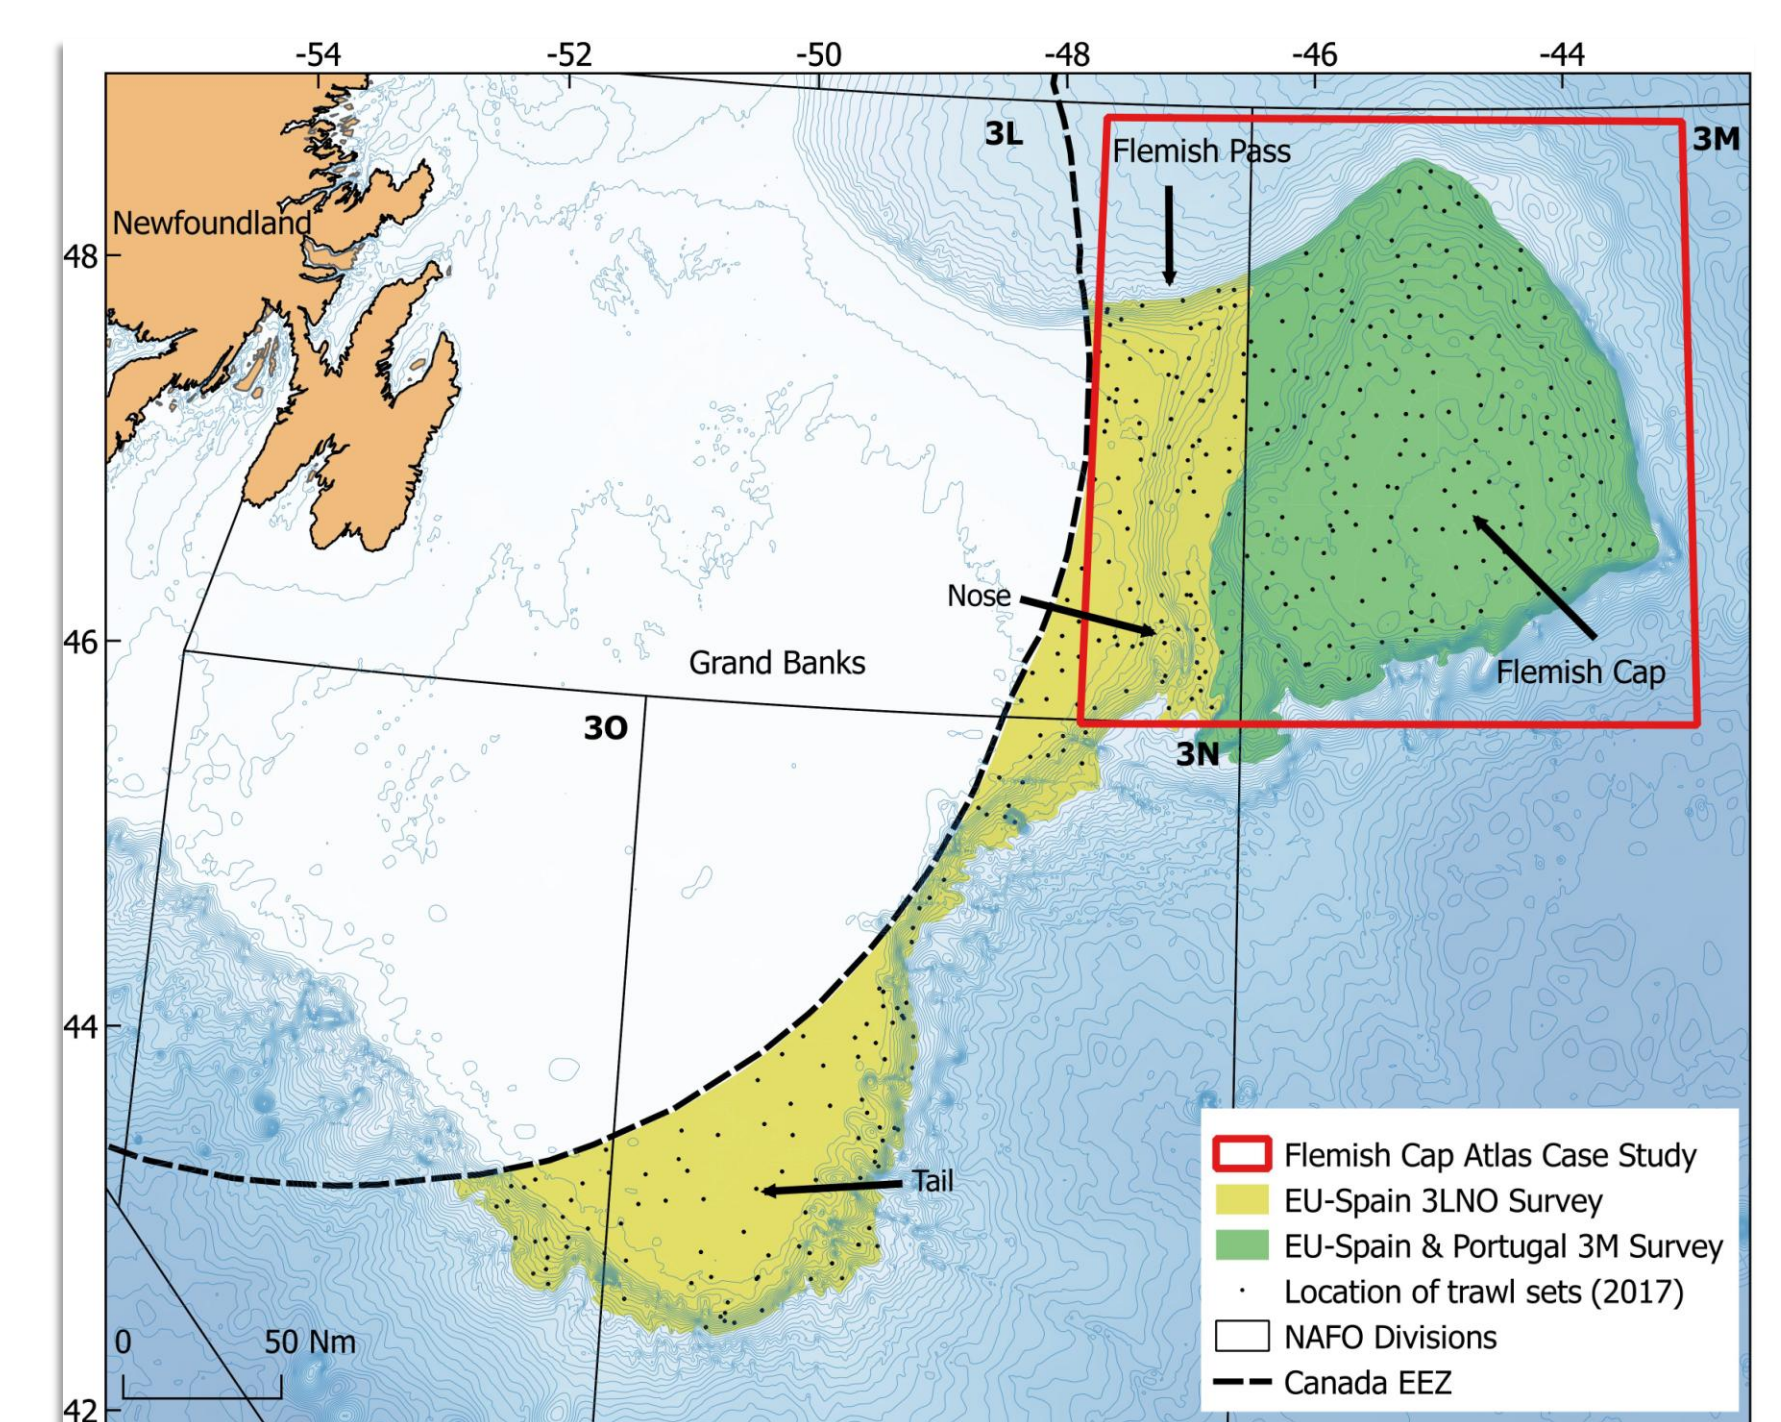 -54 -52 -50 -48 -46 -44
3L
3M
Flemish Pass
Newfoundland
48
Nose
46
Grand Banks
Flemish Cap
3O
3N
44
Tail
Flemish Cap Atlas Case Study
EU-Spain 3LNO Survey
EU-Spain & Portugal 3M Survey
Location of trawl sets (2017)
NAFO Divisions
Canada EEZ
0 50 Nm
42